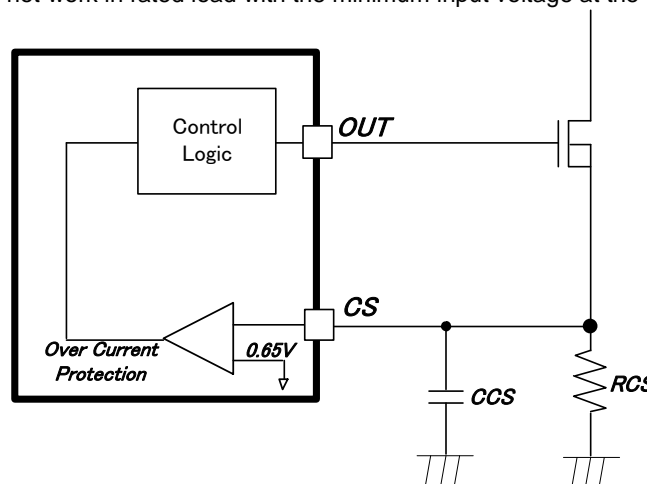 not work in rated load with the minimum input voltage at the
Control
Logic
OUT
CS
0.65V
Over Current
Protection
CCS
RCS